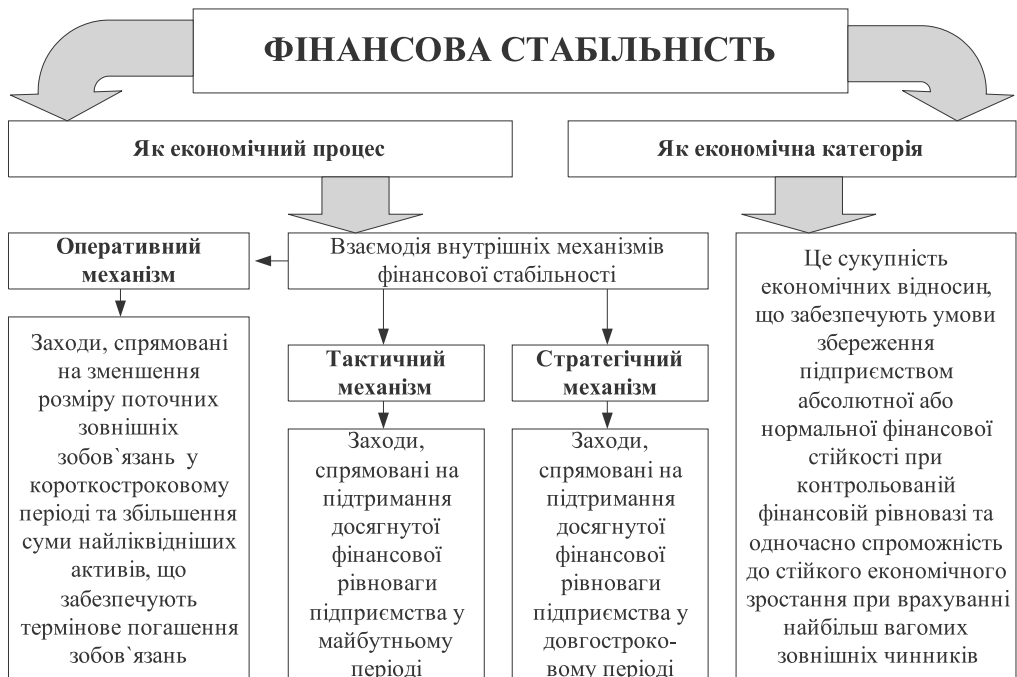 ФІНАНСОВА СТАБІЛЬНІСТЬ
Як економічний процес
Як економічна категорія
Оперативний
механізм
Взаємодія внутрішніх механізмів
фінансової стабільності
Заходи, спрямовані
на зменшення
розміру поточних
зовнішніх
зобов`язань у
короткостроковому
періоді та збільшення
суми найліквідніших
активів, що
забезпечують
термінове погашення
зобов`язань
Тактичний
механізм
Заходи,
спрямовані на
підтримання
досягнутої
фінансової
рівноваги
підприємства у
майбутньому
періоді
Стратегічний
механізм
Заходи,
спрямовані на
підтримання
досягнутої
фінансової
рівноваги
підприємства у
довгостроко-
вому періоді
Це сукупність
економічних відносин,
що забезпечують умови
збереження
підприємством
абсолютної або
нормальної фінансової
стійкості при
контрольованій
фінансовій рівновазі та
одночасно спроможність
до стійкого економічного
зростання при врахуванні
найбільш вагомих
зовнішніх чинників